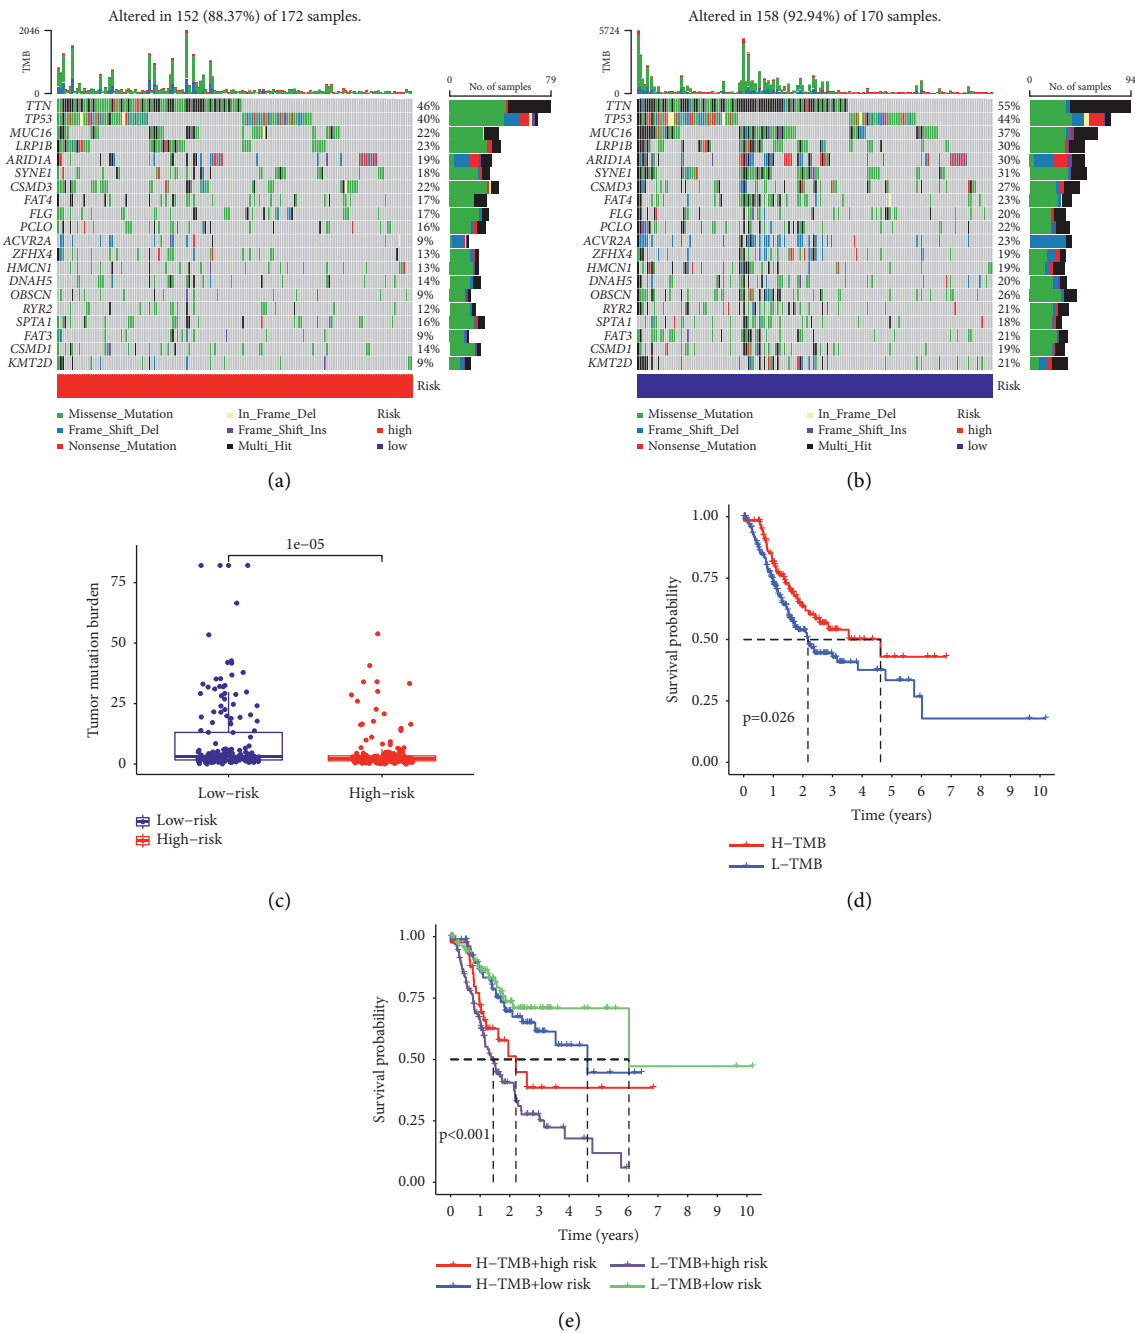 Altered in 152 (88.37%) of 172 samples.
2046
TMB
0
0 79
No. of samples
TTN 46%
TP53 40%
MUC16 22%
LRP1B 23%
ARID1A 19%
SYNE1 18%
CSMD3 22%
FAT4 17%
FLG 17%
PCLO 16%
ACVR2A 9%
ZFHX4 13%
HMCN1 13%
DNAH5 14%
OBSCN 9%
RYR2 12%
SPTA1 16%
FAT3 9%
CSMD1 14%
KMT2D 9%
Risk
Missense_Mutation In_Frame_Del Risk
Frame_Shift_Del Frame_Shift_Ins high
Nonsense_Mutation Multi_Hit low
(a)
Altered in 158 (92.94%) of 170 samples.
5724
TMB
0
0 94
No. of samples
TTN 55%
TP53 44%
MUC16 37%
LRP1B 30%
ARID1A 30%
SYNE1 31%
CSMD3 27%
FAT4 23%
FLG 20%
PCLO 22%
ACVR2A 23%
ZFHX4 19%
HMCN1 19%
DNAH5 20%
OBSCN 26%
RYR2 21%
SPTA1 18%
FAT3 21%
CSMD1 19%
KMT2D 21%
Risk
Missense_Mutation In_Frame_Del Risk
Frame_Shift_Del Frame_Shift_Ins high
Nonsense_Mutation Multi_Hit low
(b)
1e−05
Tumor mutation burden
75
50
25
0
Low−risk High−risk
Low−risk
High−risk
(c)
Survival probability
1.00
0.75
0.50
0.25
0.00
p=0.026
0 1 2 3 4 5 6 7 8 9 10
Time (years)
H−TMB
L−TMB
(d)
Survival probability
1.00
0.75
0.50
0.25
0.00
p<0.001
0 1 2 3 4 5 6 7 8 9 10
Time (years)
H−TMB+high risk L−TMB+high risk
H−TMB+low risk L−TMB+low risk
(e)